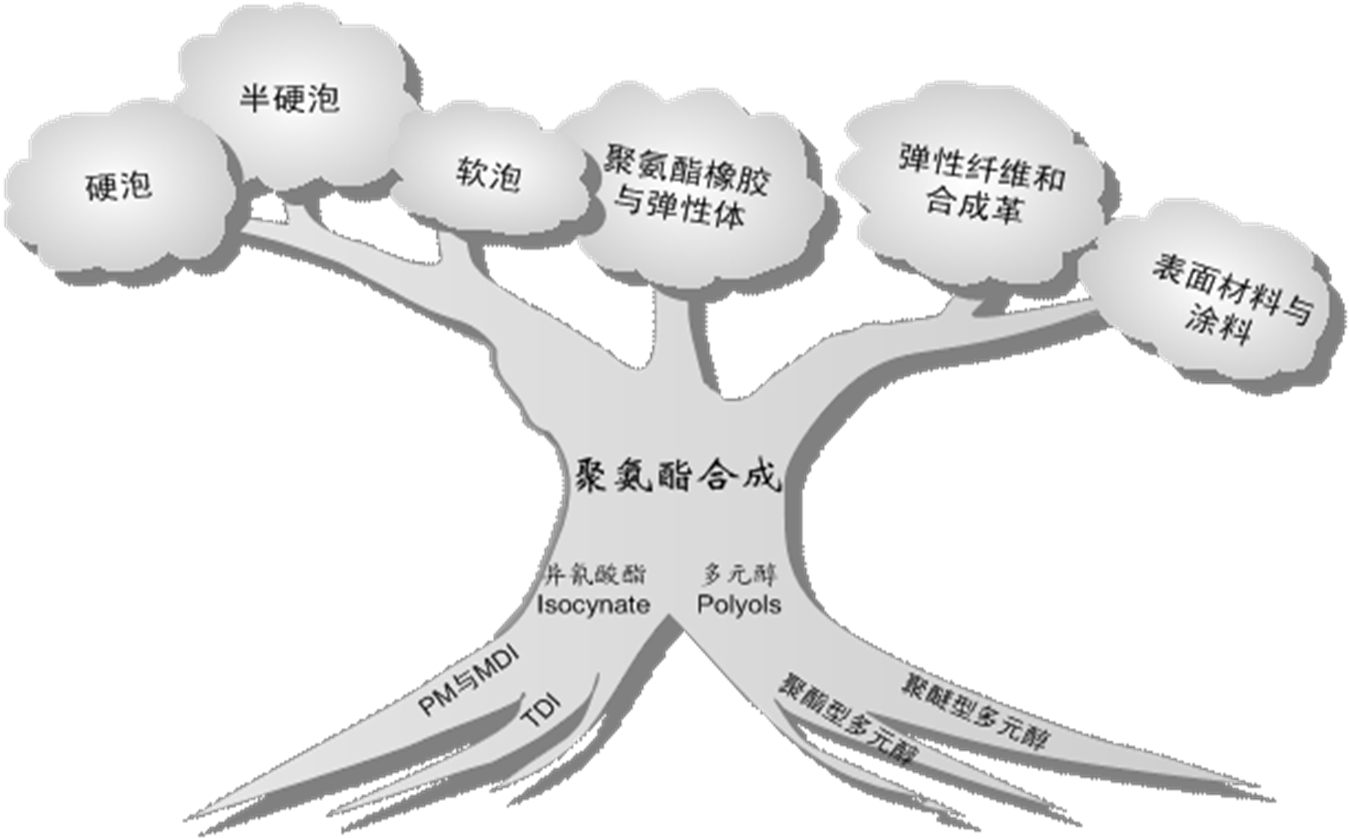 半硬泡
硬泡
软泡
聚氨酯橡胶
与弹性体
弹性纤维和
合成革
表面材料与
涂料
聚氨酯合成
异氰酸酯
Isocynate
多元醇
Polyols
PM与MDI
TDI
聚酯型多元醇
聚醚型多元醇